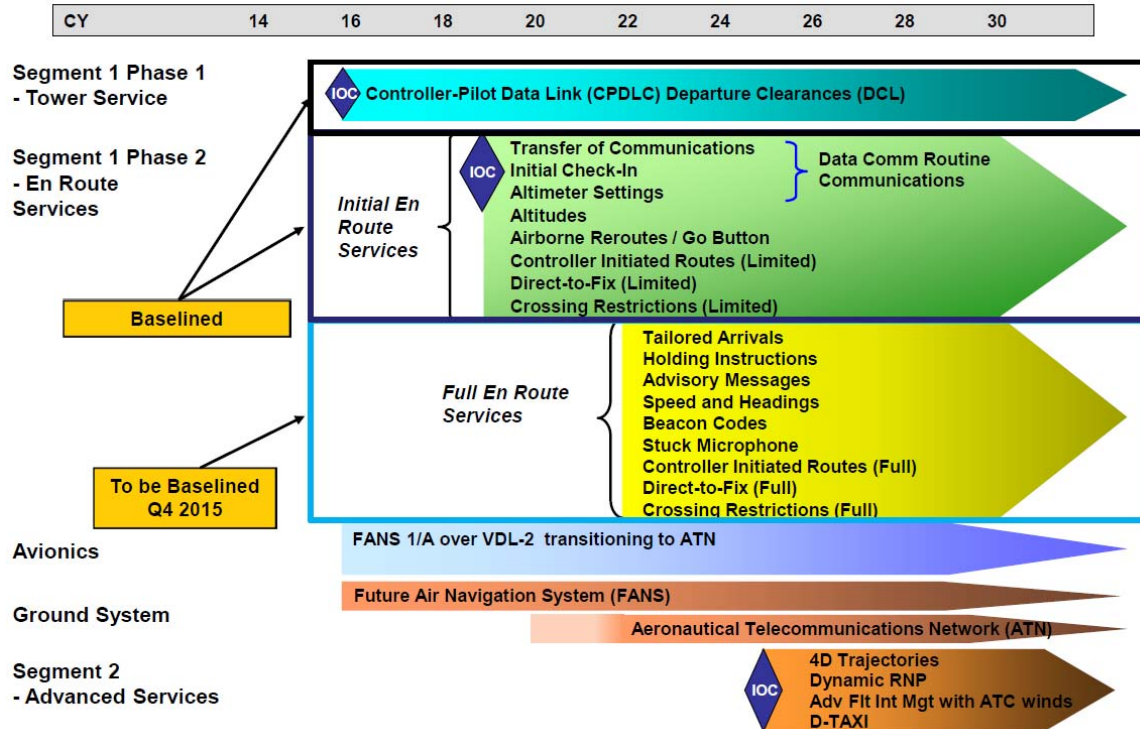 CY 14 16 18 20 22 24 26 28 30
Segment 1 Phase 1
- Tower Service
IOC
Controller-Pilot Data Link (CPDLC) Departure Clearances (DCL)
Segment 1 Phase 2
- En Route
Services
Initial En
Route
Services
IOC
Transfer of Communications
Initial Check-In
Altimeter Settings
Altitudes
Airborne Reroutes / Go Button
Controller Initiated Routes (Limited)
Direct-to-Fix (Limited)
Crossing Restrictions (Limited)
Data Comm Routine
Communications
Baselined
Full En Route
Services
Tailored Arrivals
Holding Instructions
Advisory Messages
Speed and Headings
Beacon Codes
Stuck Microphone
Controller Initiated Routes (Full)
Direct-to-Fix (Full)
Crossing Restrictions (Full)
To be Baselined
Q4 2015
Avionics
FANS 1/A over VDL-2 transitioning to ATN
Ground System
Future Air Navigation System (FANS)
Aeronautical Telecommunications Network (ATN)
Segment 2
- Advanced Services
IOC
4D Trajectories
Dynamic RNP
Adv Flt Int Mgt with ATC winds
D-TAXI